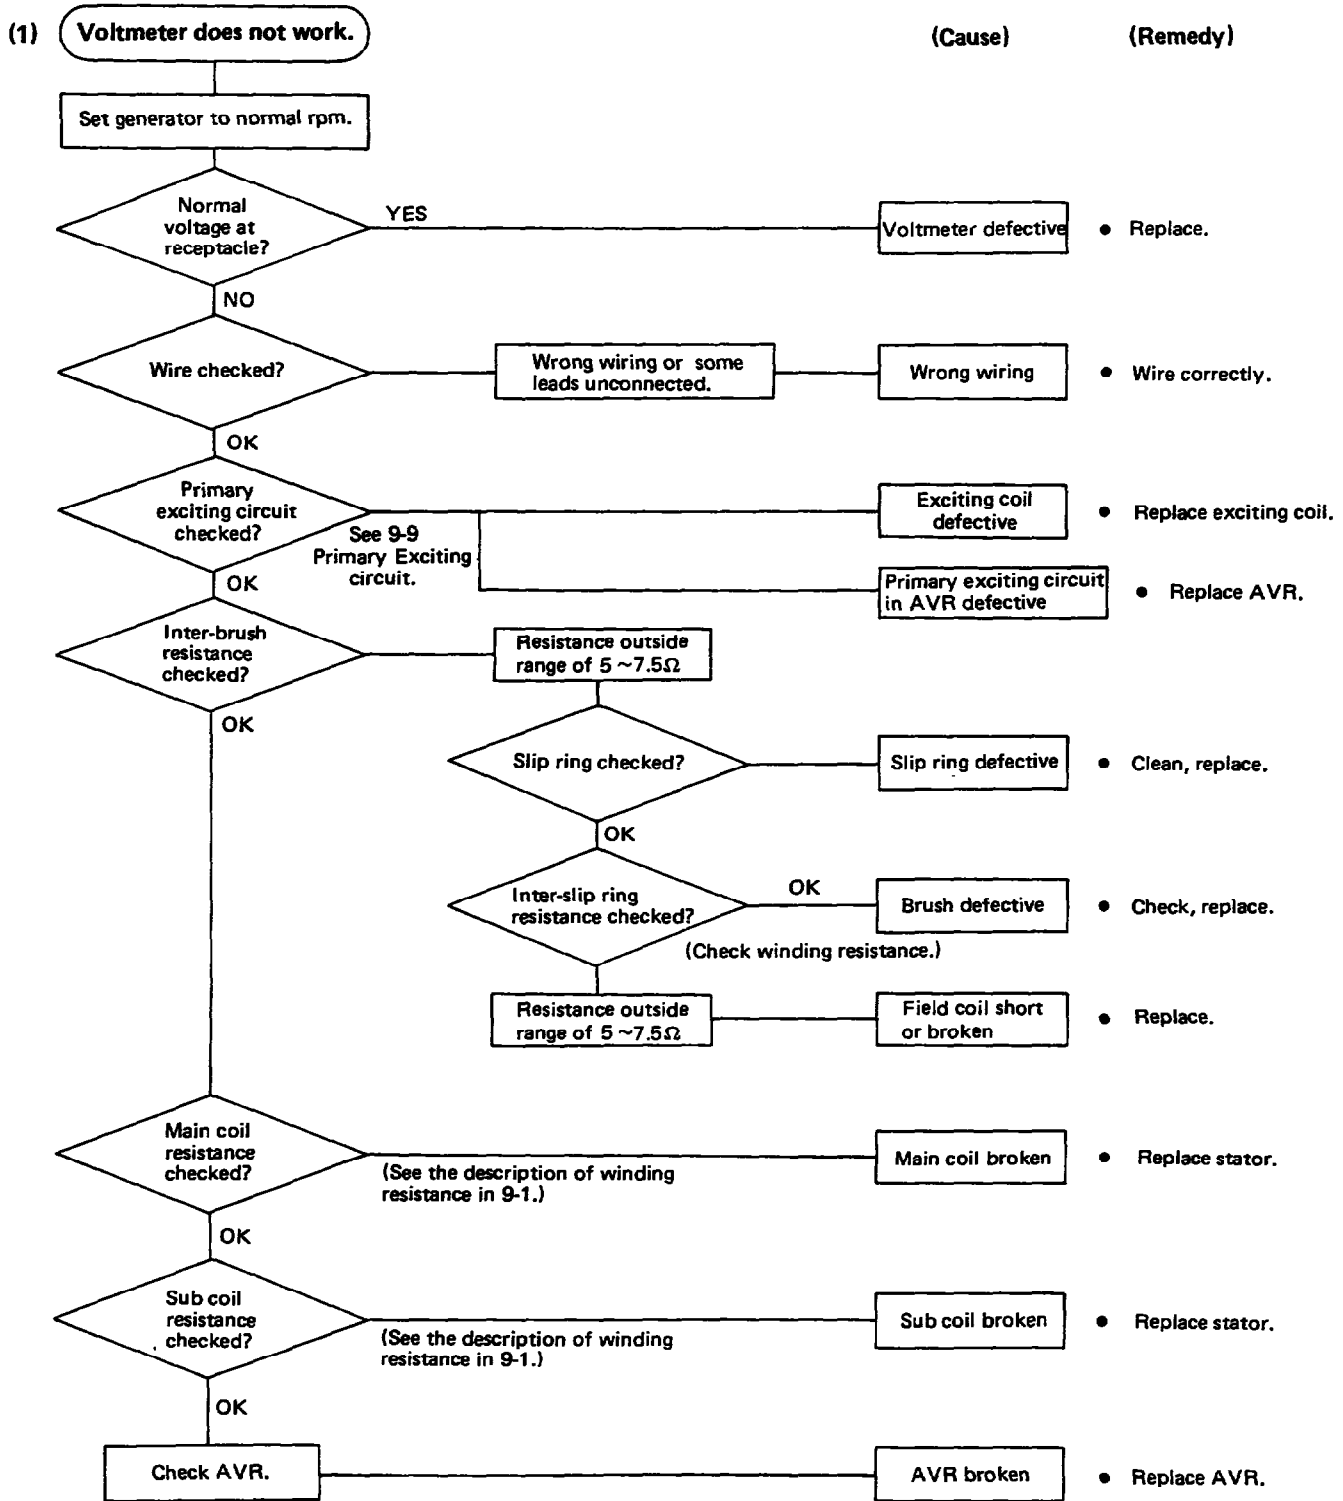 (1) Voltmeter does not work.
(Cause) (Remedy)
Set generator to normal rpm.
Normal
voltage at
receptacle?
YES
Voltmeter defective
● Replace.
NO
Wire checked?
Wrong wiring or some
leads unconnected.
Wrong wiring
● Wire correctly.
OK
Primary
exciting circuit
checked?
See 9-9
Primary Exciting
circuit.
Exciting coil
defective
● Replace exciting coil.
Primary exciting circuit
in AVR defective
● Replace AVR.
OK
Inter-brush
resistance
checked?
Resistance outside
range of 5 ~7.5Ω
OK
Slip ring checked?
Slip ring defective
● Clean, replace.
OK
Inter-slip ring
resistance checked?
OK
Brush defective
● Check, replace.
(Check winding resistance.)
Resistance outside
range of 5 ~7.5Ω
Field coil short
or broken
● Replace.
Main coil
resistance
checked?
(See the description of winding
resistance in 9-1.)
Main coil broken
● Replace stator.
OK
Sub coil
resistance
checked?
(See the description of winding
resistance in 9-1.)
Sub coil broken
● Replace stator.
OK
Check AVR.
AVR broken
● Replace AVR.